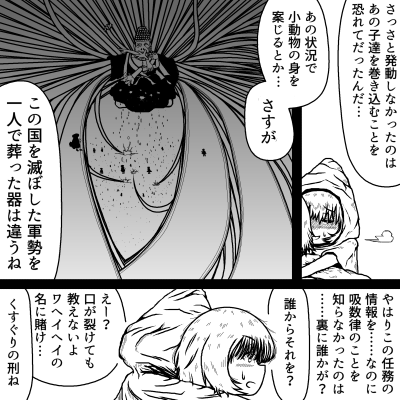 さっさと発動しなかったのは
あの子達を巻き込むことを
恐れてだったんだ…
あの状況で
小動物の身を
案じるとか…
さすが
この国を滅ぼした軍勢を
一人で葬った器は違うね
やはりこの任務の
情報を……なのに
吸数律のことを
知らなかったのは
……裏に誰かが？
誰からそれを？
えー？
口が裂けても
教えないよ
ワヘイヘイの
名に賭け…
くすぐりの刑ね